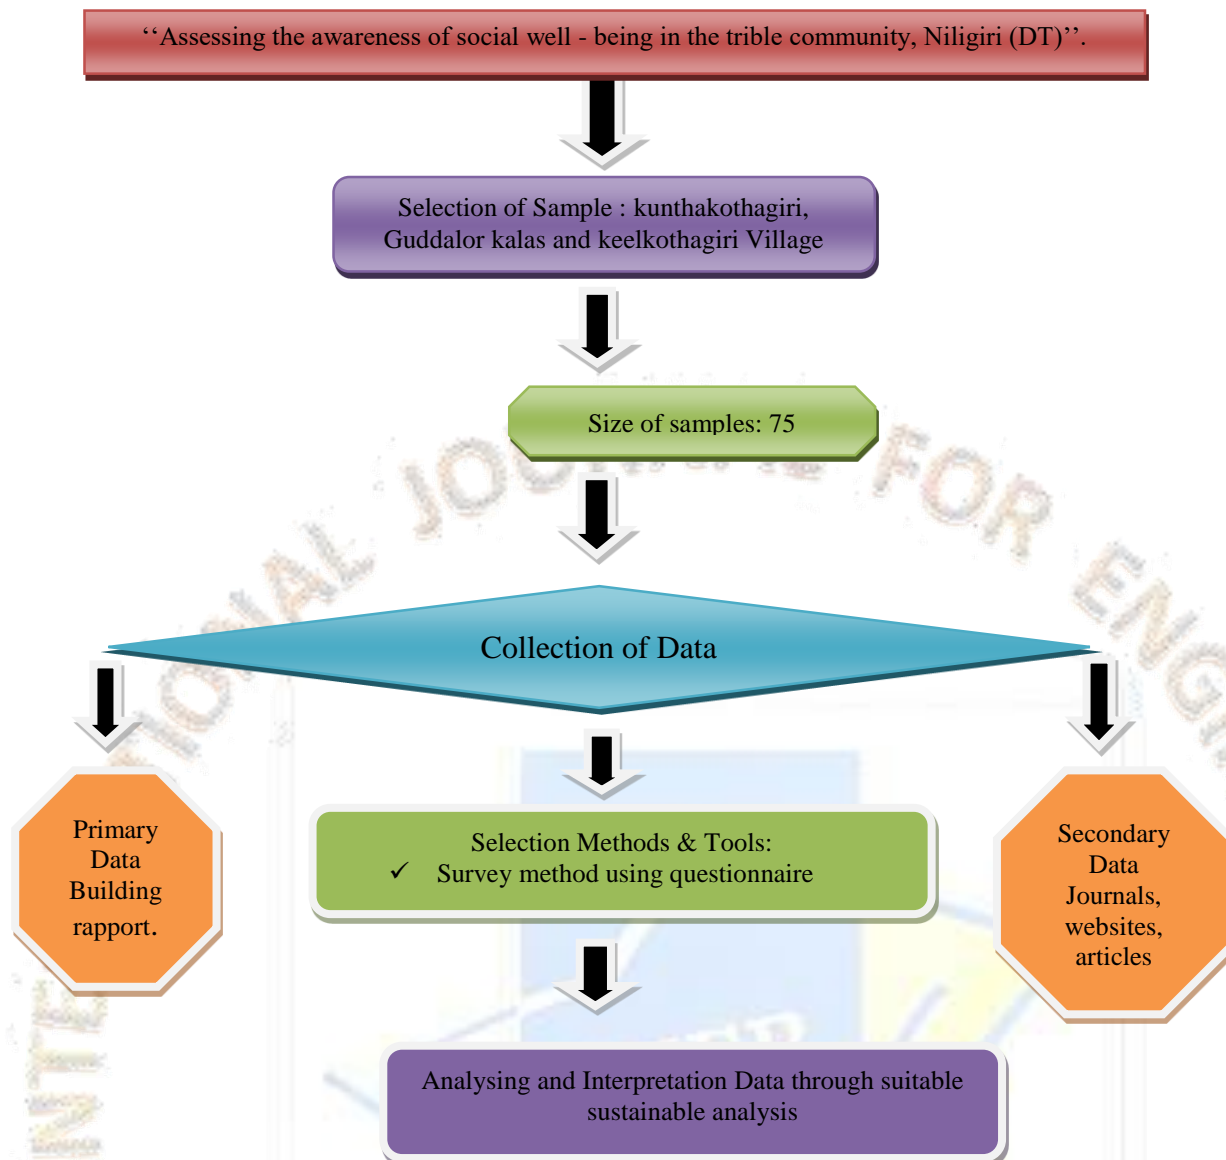 ‘‘Assessing the awareness of social well - being in the trible community, Niligiri (DT)’’.
Selection of Sample : kunthakothagiri,
Guddalor kalas and keelkothagiri Village
Size of samples: 75
Collection of Data
Primary
Data
Building
rapport.
Selection Methods & Tools:
✓ Survey method using questionnaire
Secondary
Data
Journals,
websites,
articles
Analysing and Interpretation Data through suitable
sustainable analysis